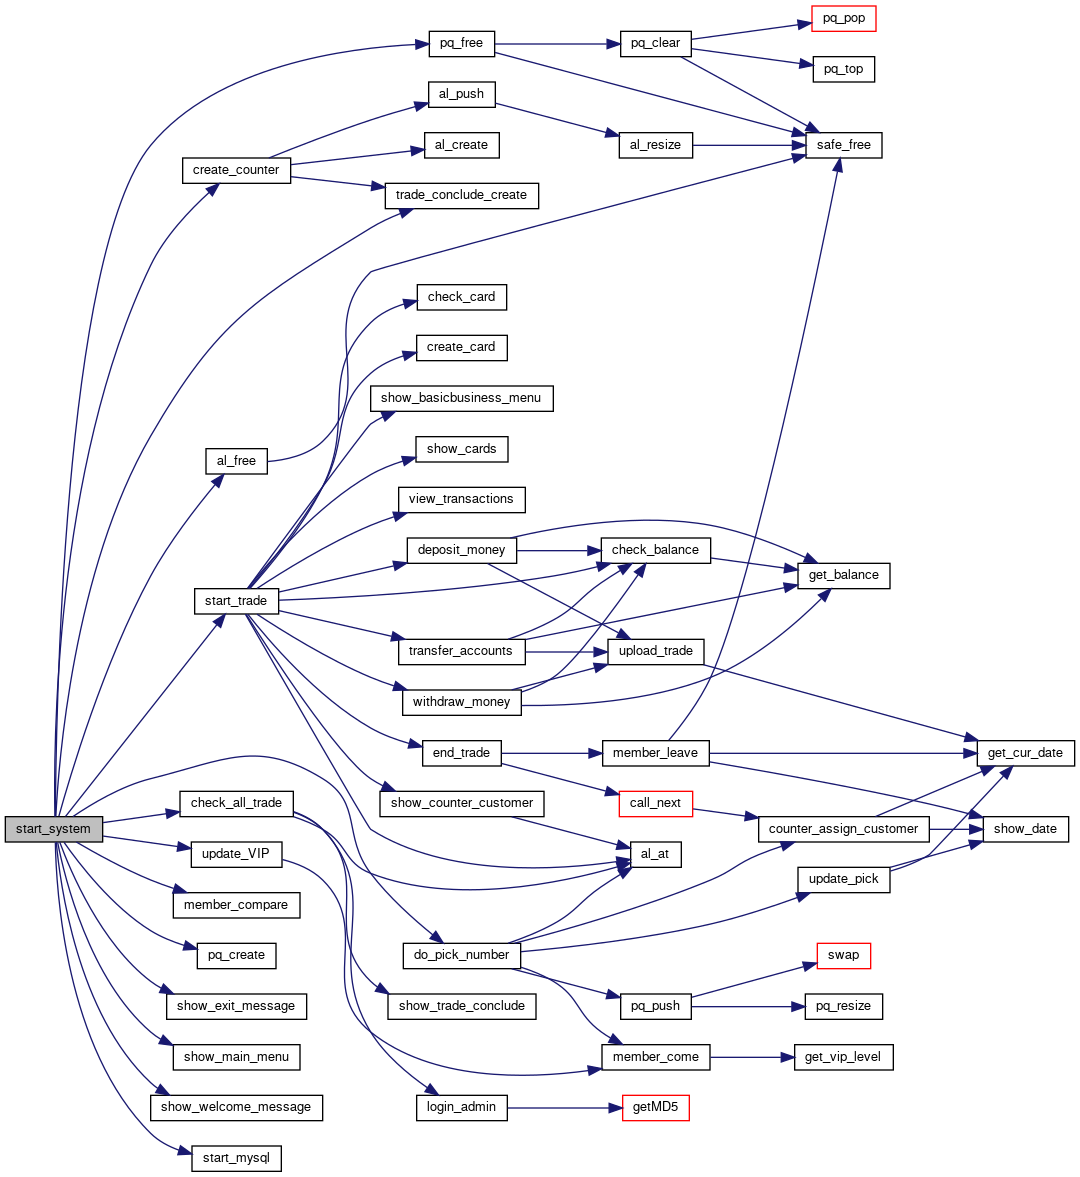 pq_pop
pq_free
pq_clear
pq_top
al_push
al_create
al_resize
safe_free
create_counter
trade_conclude_create
check_card
create_card
show_basicbusiness_menu
show_cards
al_free
view_transactions
deposit_money
check_balance
get_balance
start_trade
transfer_accounts
upload_trade
withdraw_money
end_trade
member_leave
get_cur_date
check_all_trade
show_counter_customer
call_next
start_system
counter_assign_customer
show_date
update_VIP
al_at
update_pick
member_compare
pq_create
do_pick_number
swap
show_exit_message
show_trade_conclude
pq_push
pq_resize
show_main_menu
member_come
get_vip_level
show_welcome_message
login_admin
getMD5
start_mysql